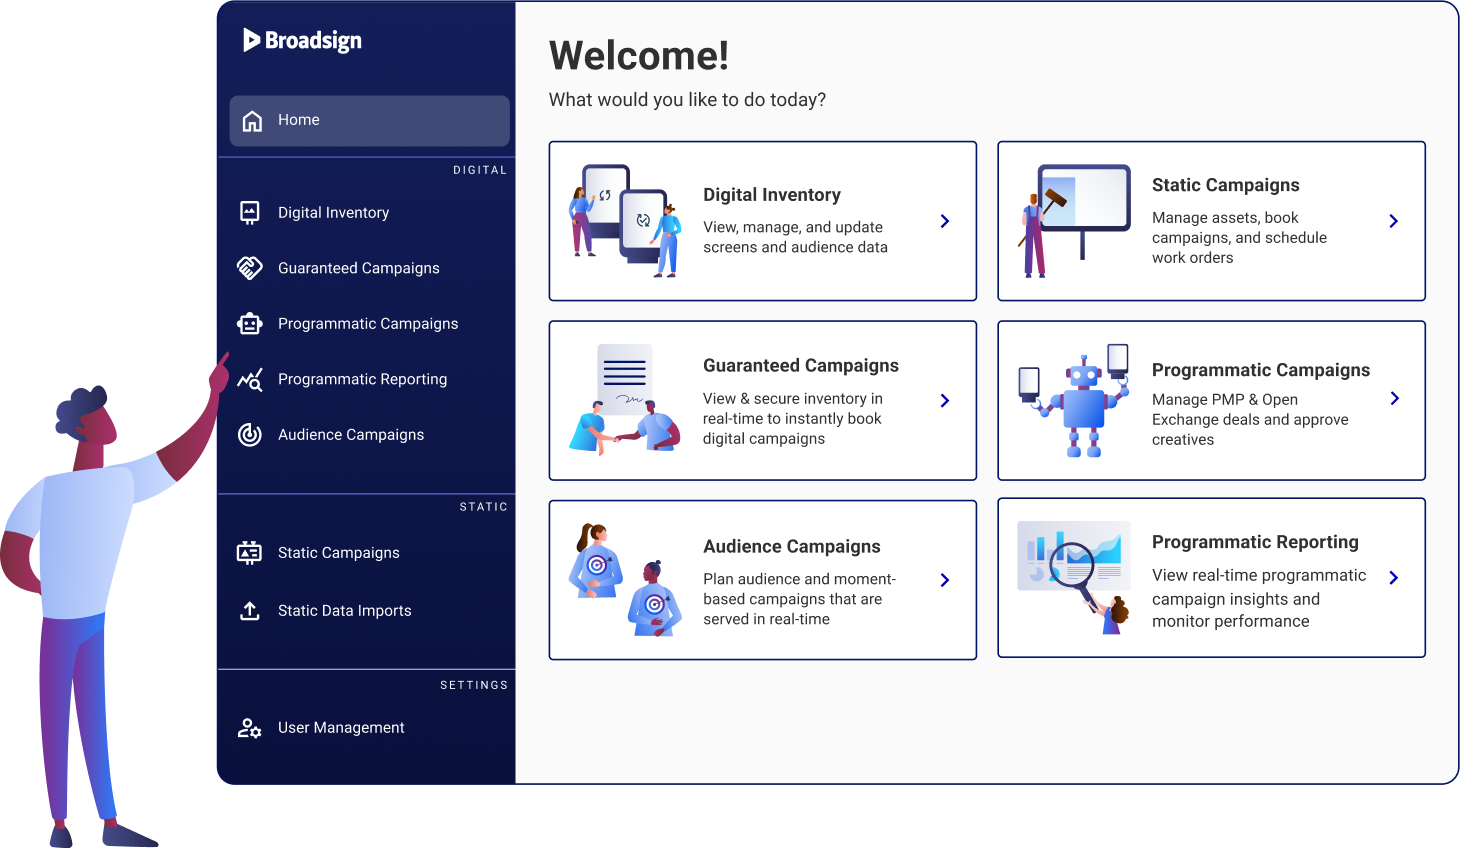 Broadsign
Home
DIGITAL
Digital Inventory
Guaranteed Campaigns
Programmatic Campaigns
Programmatic Reporting
Audience Campaigns
STATIC
Static Campaigns
Static Data Imports
SETTINGS
User Management
Welcome!
What would you like to do today?
Digital Inventory
View, manage, and update
screens and audience data
Static Campaigns
Manage assets, book
campaigns, and schedule
work orders
Guaranteed Campaigns
View & secure inventory in
real-time to instantly book
digital campaigns
Programmatic Campaigns
Manage PMP & Open
Exchange deals and approve
creatives
Audience Campaigns
Plan audience and moment-
based campaigns that are
served in real-time
Programmatic Reporting
View real-time programmatic
campaign insights and
monitor performance